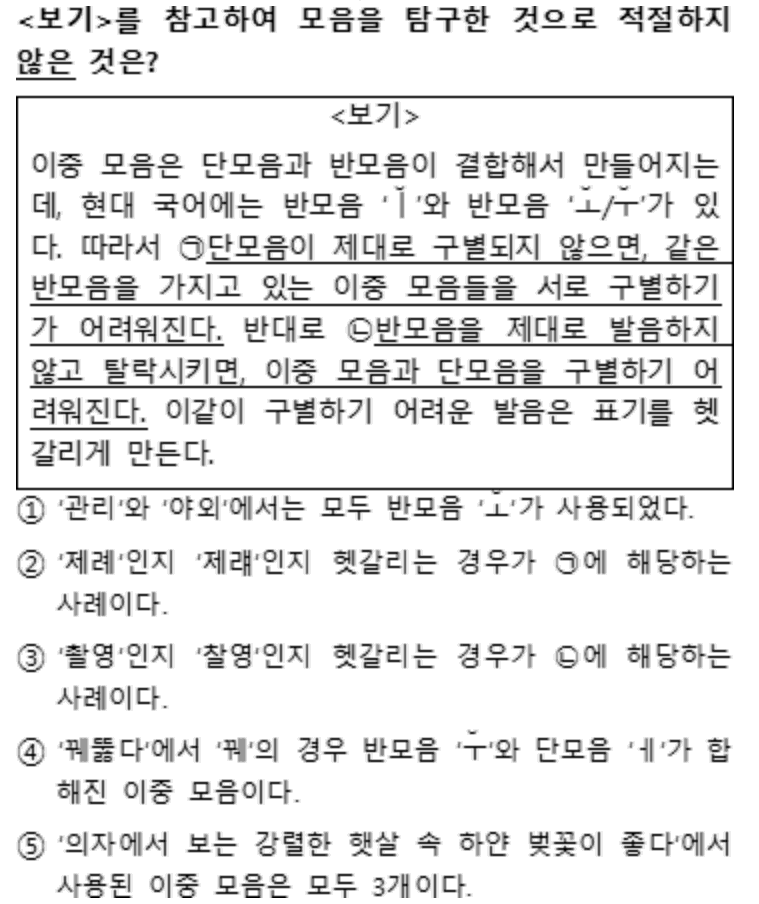 <보기>를 참고하여 모음을 탐구한 것으로 적절하지
않은 것은?
<보기>
이중 모음은 단모음과 반모음이 결합해서 만들어지는
데, 현대 국어에는 반모음 'ㅣ̆'와 반모음 'ㅗ̆/ㅜ̆'가 있
다. 따라서 ㉠단모음이 제대로 구별되지 않으면, 같은
반모음을 가지고 있는 이중 모음들을 서로 구별하기
가 어려워진다. 반대로 ㉡반모음을 제대로 발음하지
않고 탈락시키면, 이중 모음과 단모음을 구별하기 어
려워진다. 이같이 구별하기 어려운 발음은 표기를 헷
갈리게 만든다.
① '관리'와 '야외'에서는 모두 반모음 'ㅗ̆'가 사용되었다.
② '제례'인지 '제럐'인지 헷갈리는 경우가 ㉠에 해당하는
사례이다.
③ '촬영'인지 '찰영'인지 헷갈리는 경우가 ㉡에 해당하는
사례이다.
④ '꿰뚫다'에서 '꿰'의 경우 반모음 'ㅜ̆'와 단모음 'ㅔ'가 합
해진 이중 모음이다.
⑤ '의자에서 보는 강렬한 햇살 속 하얀 벚꽃이 좋다'에서
사용된 이중 모음은 모두 3개이다.